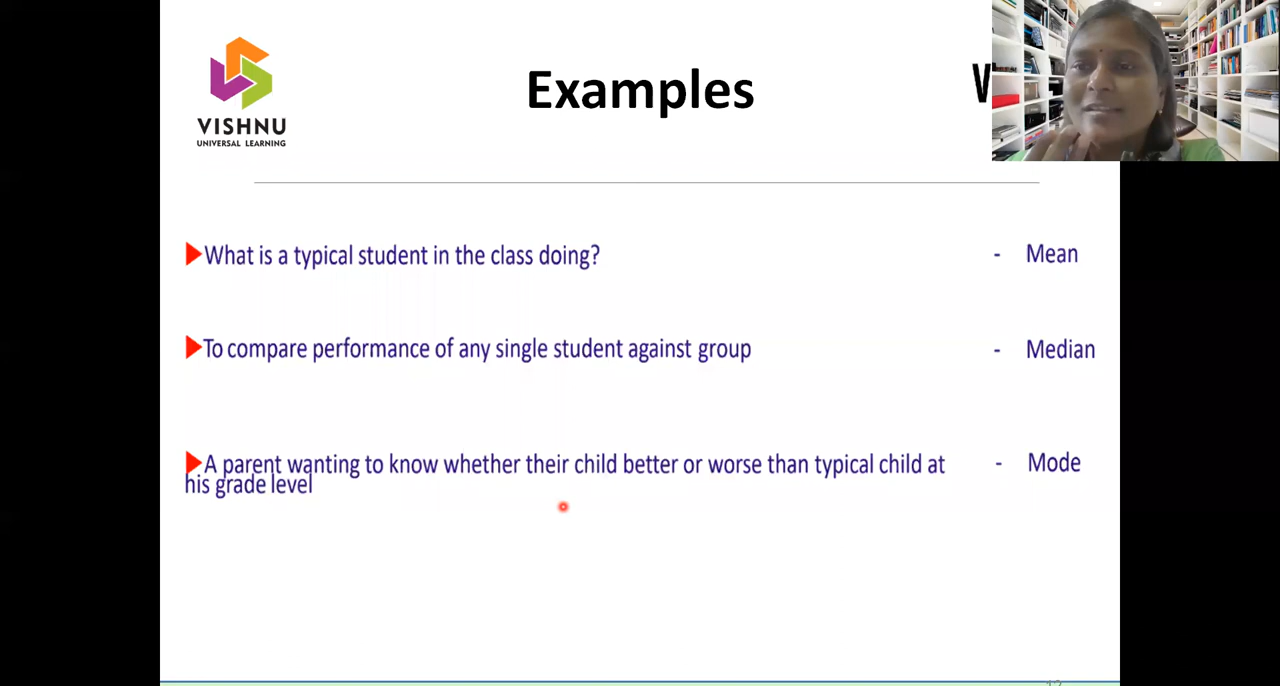 Examples
VISHNU
UNIVERSAL LEARNING
What is a typical student in the class doing? - Mean
To compare performance of any single student against group - Median
A parent wanting to know whether their child better or worse than typical child at - Mode
his grade level